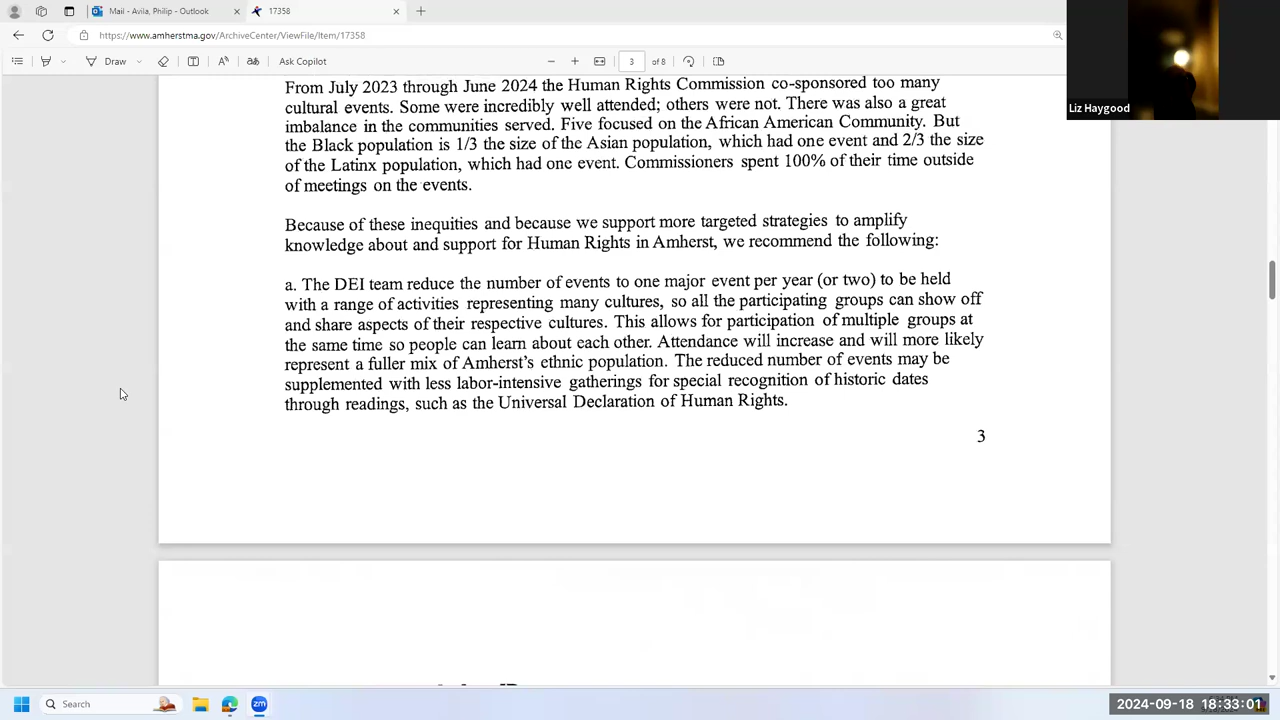 Mail - Avila, Philip - Outlook
17358
https://www.amherstma.gov/ArchiveCenter/ViewFile/Item/17358
Draw
Ask Copilot
3 of 8
Liz Haygood
From July 2023 through June 2024 the Human Rights Commission co-sponsored too many
cultural events. Some were incredibly well attended; others were not. There was also a great
imbalance in the communities served. Five focused on the African American Community. But
the Black population is 1/3 the size of the Asian population, which had one event and 2/3 the size
of the Latinx population, which had one event. Commissioners spent 100% of their time outside
of meetings on the events.
Because of these inequities and because we support more targeted strategies to amplify
knowledge about and support for Human Rights in Amherst, we recommend the following:
a. The DEI team reduce the number of events to one major event per year (or two) to be held
with a range of activities representing many cultures, so all the participating groups can show off
and share aspects of their respective cultures. This allows for participation of multiple groups at
the same time so people can learn about each other. Attendance will increase and will more likely
represent a fuller mix of Amherst's ethnic population. The reduced number of events may be
supplemented with less labor-intensive gatherings for special recognition of historic dates
through readings, such as the Universal Declaration of Human Rights.
3
Search
zm
2024-09-18 18:33:01